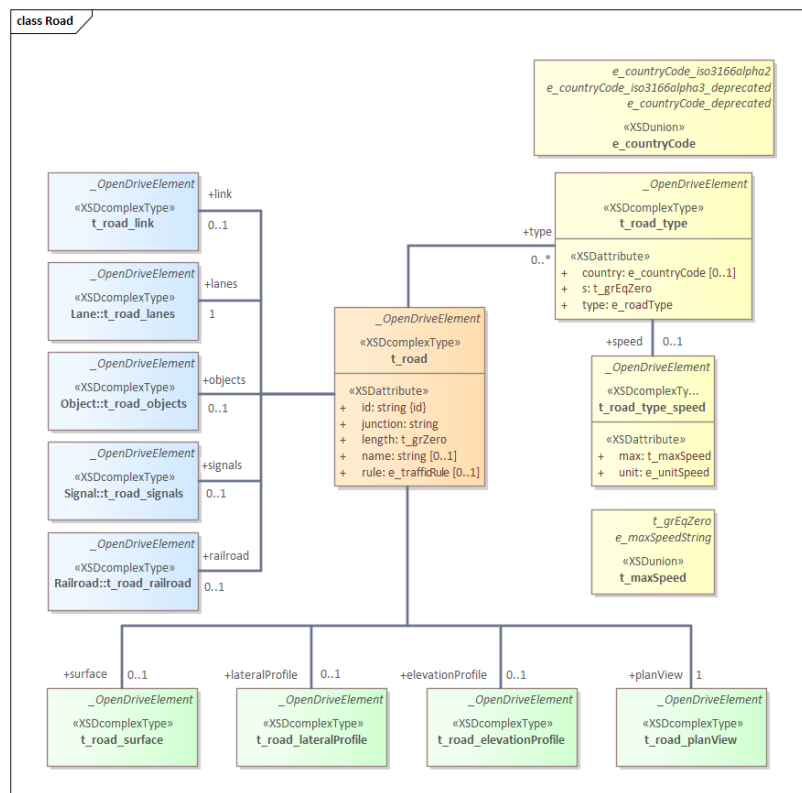 class Road
e_countryCode_iso3166alpha2
e_countryCode_iso3166alpha3_deprecated
e_countryCode_deprecated
«XSDunion»
e_countryCode
_OpenDriveElement
«XSDcomplexType»
t_road_link
+link
0..1
_OpenDriveElement
«XSDcomplexType»
t_road_type
«XSDattribute»
+ country: e_countryCode [0..1]
+ s: t_grEqZero
+ type: e_roadType
+type
0..*
_OpenDriveElement
«XSDcomplexType»
Lane::t_road_lanes
+lanes
1
_OpenDriveElement
«XSDcomplexType»
t_road
«XSDattribute»
+ id: string {id}
+ junction: string
+ length: t_grZero
+ name: string [0..1]
+ rule: e_trafficRule [0..1]
+speed
0..1
_OpenDriveElement
«XSDcomplexTy...
t_road_type_speed
«XSDattribute»
+ max: t_maxSpeed
+ unit: e_unitSpeed
_OpenDriveElement
«XSDcomplexType»
Object::t_road_objects
+objects
0..1
_OpenDriveElement
«XSDcomplexType»
Signal::t_road_signals
+signals
0..1
t_grEqZero
e_maxSpeedString
«XSDunion»
t_maxSpeed
_OpenDriveElement
«XSDcomplexType»
Railroad::t_road_railroad
+railroad
0..1
+surface
0..1
_OpenDriveElement
«XSDcomplexType»
t_road_surface
+lateralProfile
0..1
_OpenDriveElement
«XSDcomplexType»
t_road_lateralProfile
+elevationProfile
0..1
_OpenDriveElement
«XSDcomplexType»
t_road_elevationProfile
+planView
1
_OpenDriveElement
«XSDcomplexType»
t_road_planView